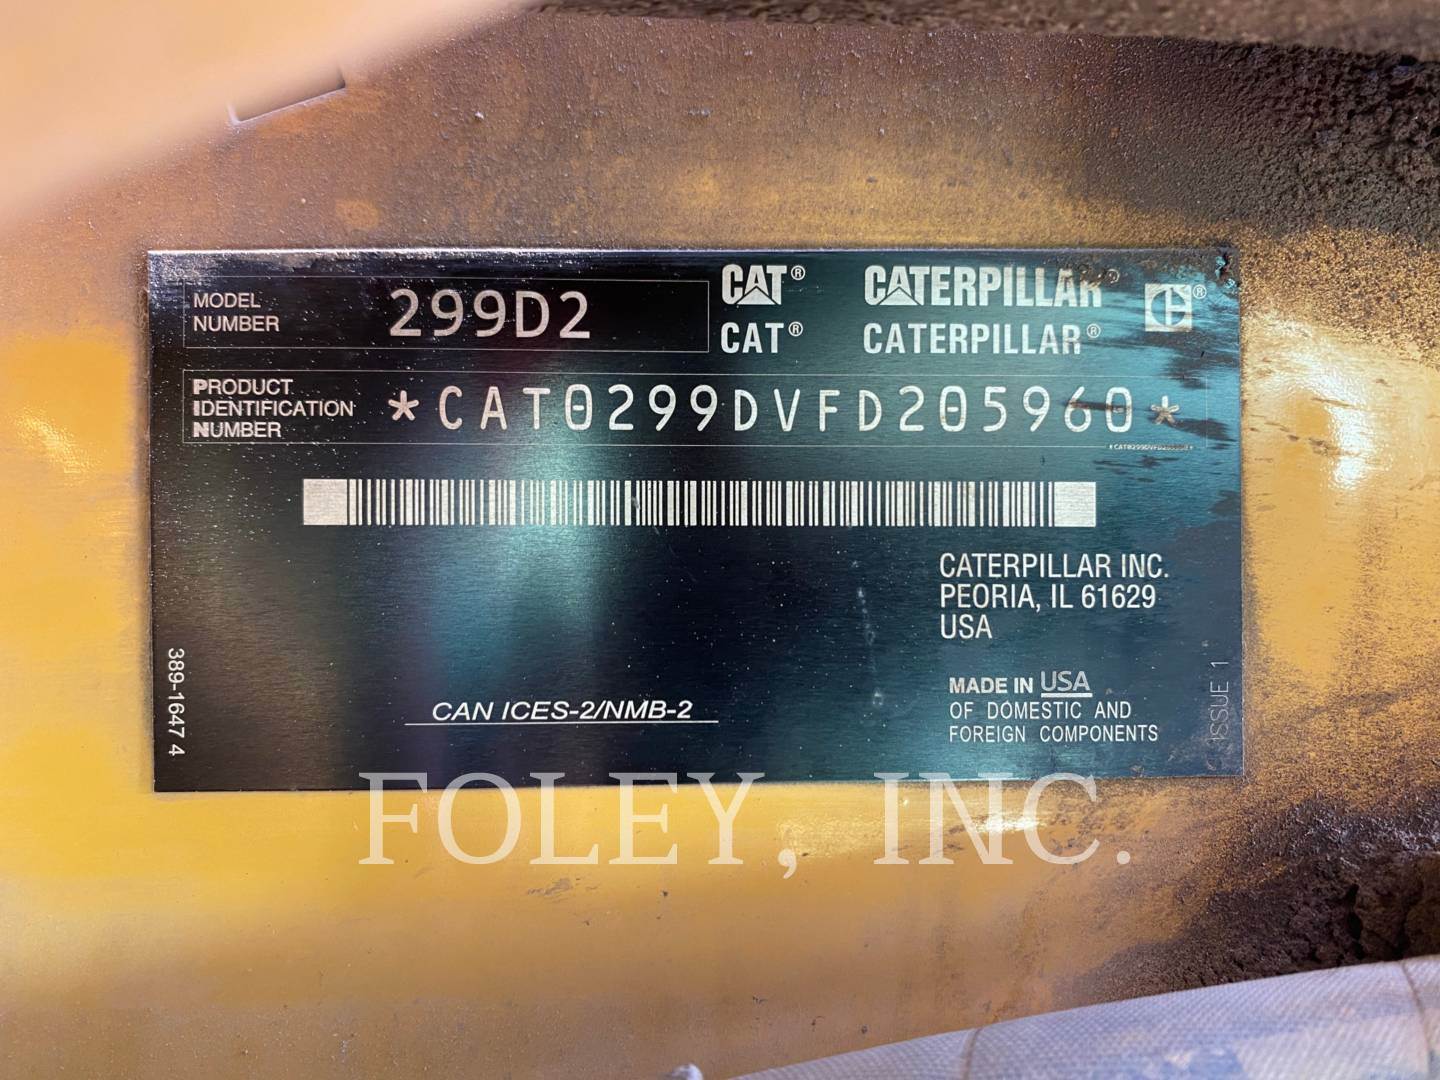 MODEL NUMBER 299D2
CAT® CATERPILLAR® C®
CAT® CATERPILLAR®
PRODUCT IDENTIFICATION NUMBER *CAT0299DVFD205960*
CATERPILLAR INC.
PEORIA, IL 61629
USA
MADE IN USA
OF DOMESTIC AND
FOREIGN COMPONENTS
CAN ICES-2/NMB-2
389-1647 4
ISSUE 1
FOLEY, INC.